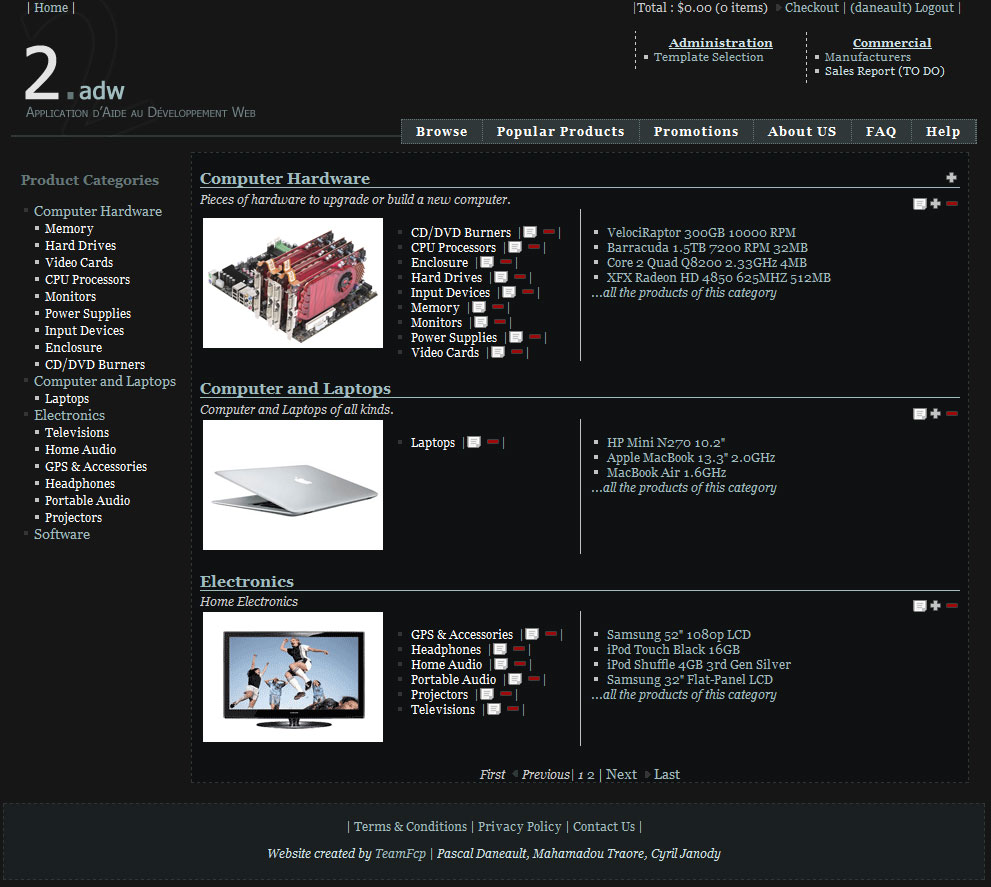 | Home |
|Total : $0.00 (0 items) Checkout | (daneault) Logout |
Administration
Template Selection
Commercial
Manufacturers
Sales Report (TO DO)
2.adw
Application d'Aide au Développement Web
Browse Popular Products Promotions About US FAQ Help
Product Categories
Computer Hardware
Memory
Hard Drives
Video Cards
CPU Processors
Monitors
Power Supplies
Input Devices
Enclosure
CD/DVD Burners
Computer and Laptops
Laptops
Electronics
Televisions
Home Audio
GPS & Accessories
Headphones
Portable Audio
Projectors
Software
Computer Hardware
Pieces of hardware to upgrade or build a new computer.
CD/DVD Burners | |
CPU Processors | |
Enclosure | |
Hard Drives | |
Input Devices | |
Memory | |
Monitors | |
Power Supplies | |
Video Cards | |
VelociRaptor 300GB 10000 RPM
Barracuda 1.5TB 7200 RPM 32MB
Core 2 Quad Q8200 2.33GHz 4MB
XFX Radeon HD 4850 625MHZ 512MB
...all the products of this category
Computer and Laptops
Computer and Laptops of all kinds.
Laptops | |
HP Mini N270 10.2"
Apple MacBook 13.3" 2.0GHz
MacBook Air 1.6GHz
...all the products of this category
Electronics
Home Electronics
GPS & Accessories | |
Headphones | |
Home Audio | |
Portable Audio | |
Projectors | |
Televisions | |
Samsung 52" 1080p LCD
iPod Touch Black 16GB
iPod Shuffle 4GB 3rd Gen Silver
Samsung 32" Flat-Panel LCD
...all the products of this category
First Previous| 1 2 | Next Last
| Terms & Conditions | Privacy Policy | Contact Us |
Website created by TeamFcp | Pascal Daneault, Mahamadou Traore, Cyril Janody